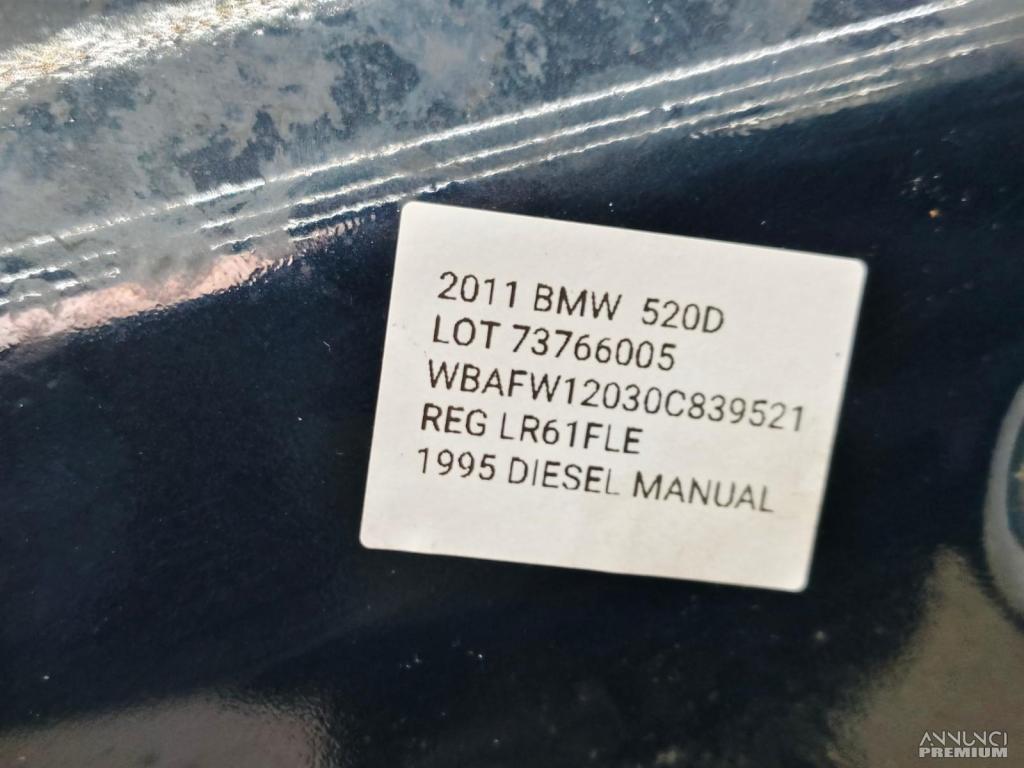 2011 BMW 520D
LOT 73766005
WBAFW12030C839521
REG LR61FLE
1995 DIESEL MANUAL
ANNUNCI
PREMIUM